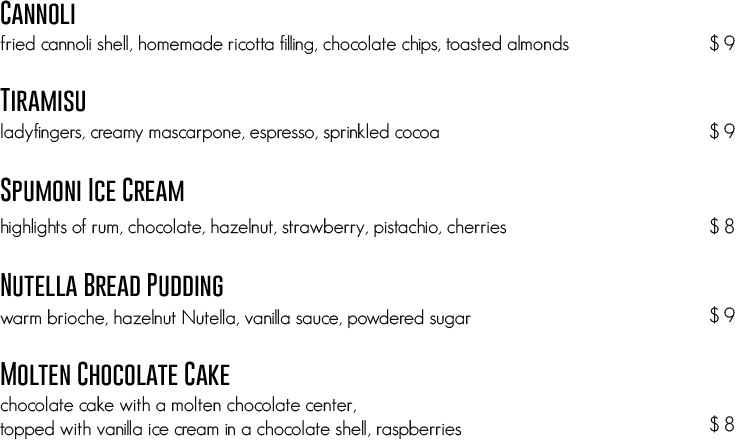 CANNOLI
fried cannoli shell, homemade ricotta filling, chocolate chips, toasted almonds $ 9
TIRAMISU
ladyfingers, creamy mascarpone, espresso, sprinkled cocoa $ 9
SPUMONI ICE CREAM
highlights of rum, chocolate, hazelnut, strawberry, pistachio, cherries $ 8
NUTELLA BREAD PUDDING
warm brioche, hazelnut Nutella, vanilla sauce, powdered sugar $ 9
MOLTEN CHOCOLATE CAKE
chocolate cake with a molten chocolate center,
topped with vanilla ice cream in a chocolate shell, raspberries $ 8